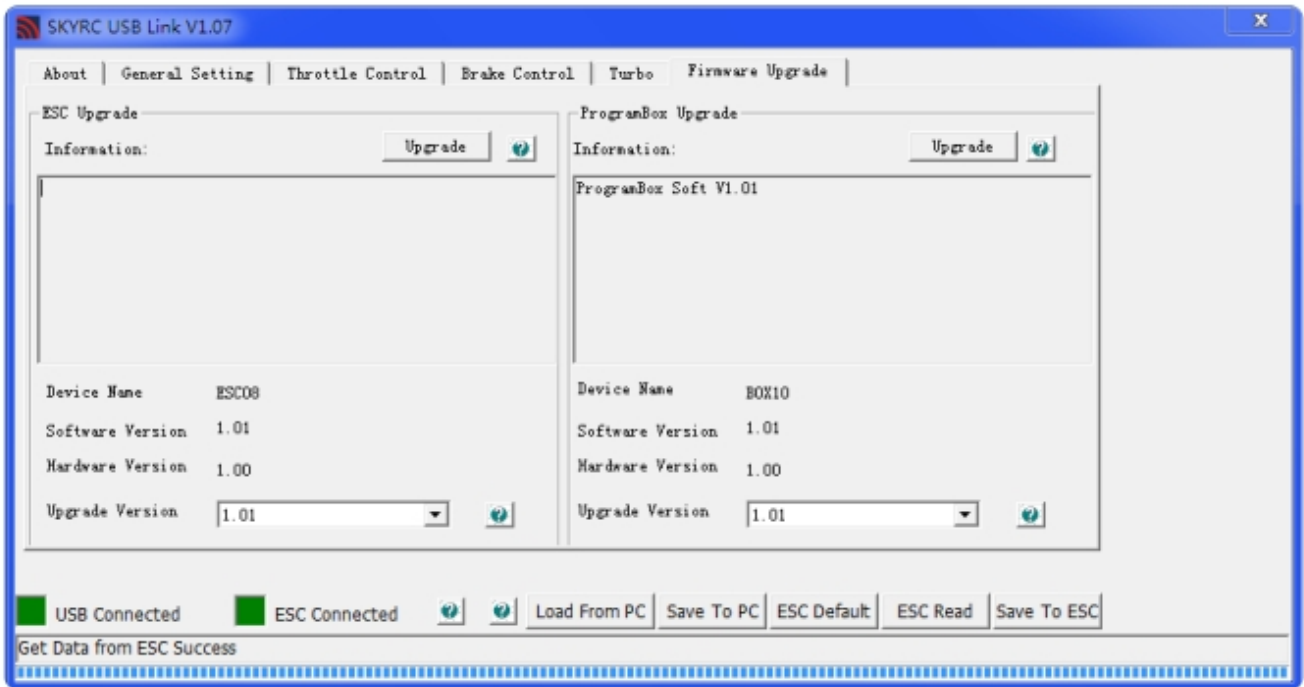 SKYRC USB Link V1.07
x
About General Setting Throttle Control Brake Control Turbo Firmware Upgrade
ESC Upgrade
Information: Upgrade ?
Device Name ESC08
Software Version 1.01
Hardware Version 1.00
Upgrade Version 1.01 ?
ProgramBox Upgrade
Information: Upgrade ?
ProgramBox Soft V1.01
Device Name BOX10
Software Version 1.01
Hardware Version 1.00
Upgrade Version 1.01 ?
USB Connected ESC Connected ? ? Load From PC Save To PC ESC Default ESC Read Save To ESC
Get Data from ESC Success